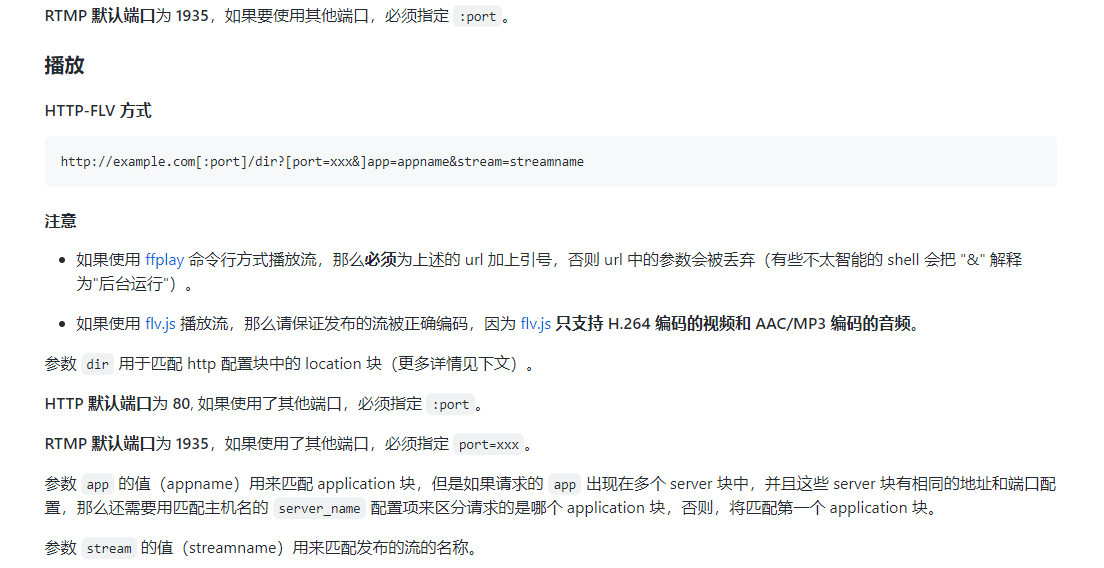 RTMP 默认端口为 1935，如果要使用其他端口，必须指定 :port。
播放
HTTP-FLV 方式
http://example.com[:port]/dir?[port=xxx&]app=appname&stream=streamname
注意
如果使用 ffplay 命令行方式播放流，那么必须为上述的 url 加上引号，否则 url 中的参数会被丢弃（有些不太智能的 shell 会把 "&" 解释
为"后台运行"）。
如果使用 flv.js 播放流，那么请保证发布的流被正确编码，因为 flv.js 只支持 H.264 编码的视频和 AAC/MP3 编码的音频。
参数 dir 用于匹配 http 配置块中的 location 块（更多详情见下文）。
HTTP 默认端口为 80, 如果使用了其他端口，必须指定 :port。
RTMP 默认端口为 1935，如果使用了其他端口，必须指定 port=xxx。
参数 app 的值（appname）用来匹配 application 块，但是如果请求的 app 出现在多个 server 块中，并且这些 server 块有相同的地址和端口配
置，那么还需要用匹配主机名的 server_name 配置项来区分请求的是哪个 application 块，否则，将匹配第一个 application 块。
参数 stream 的值（streamname）用来匹配发布的流的名称。